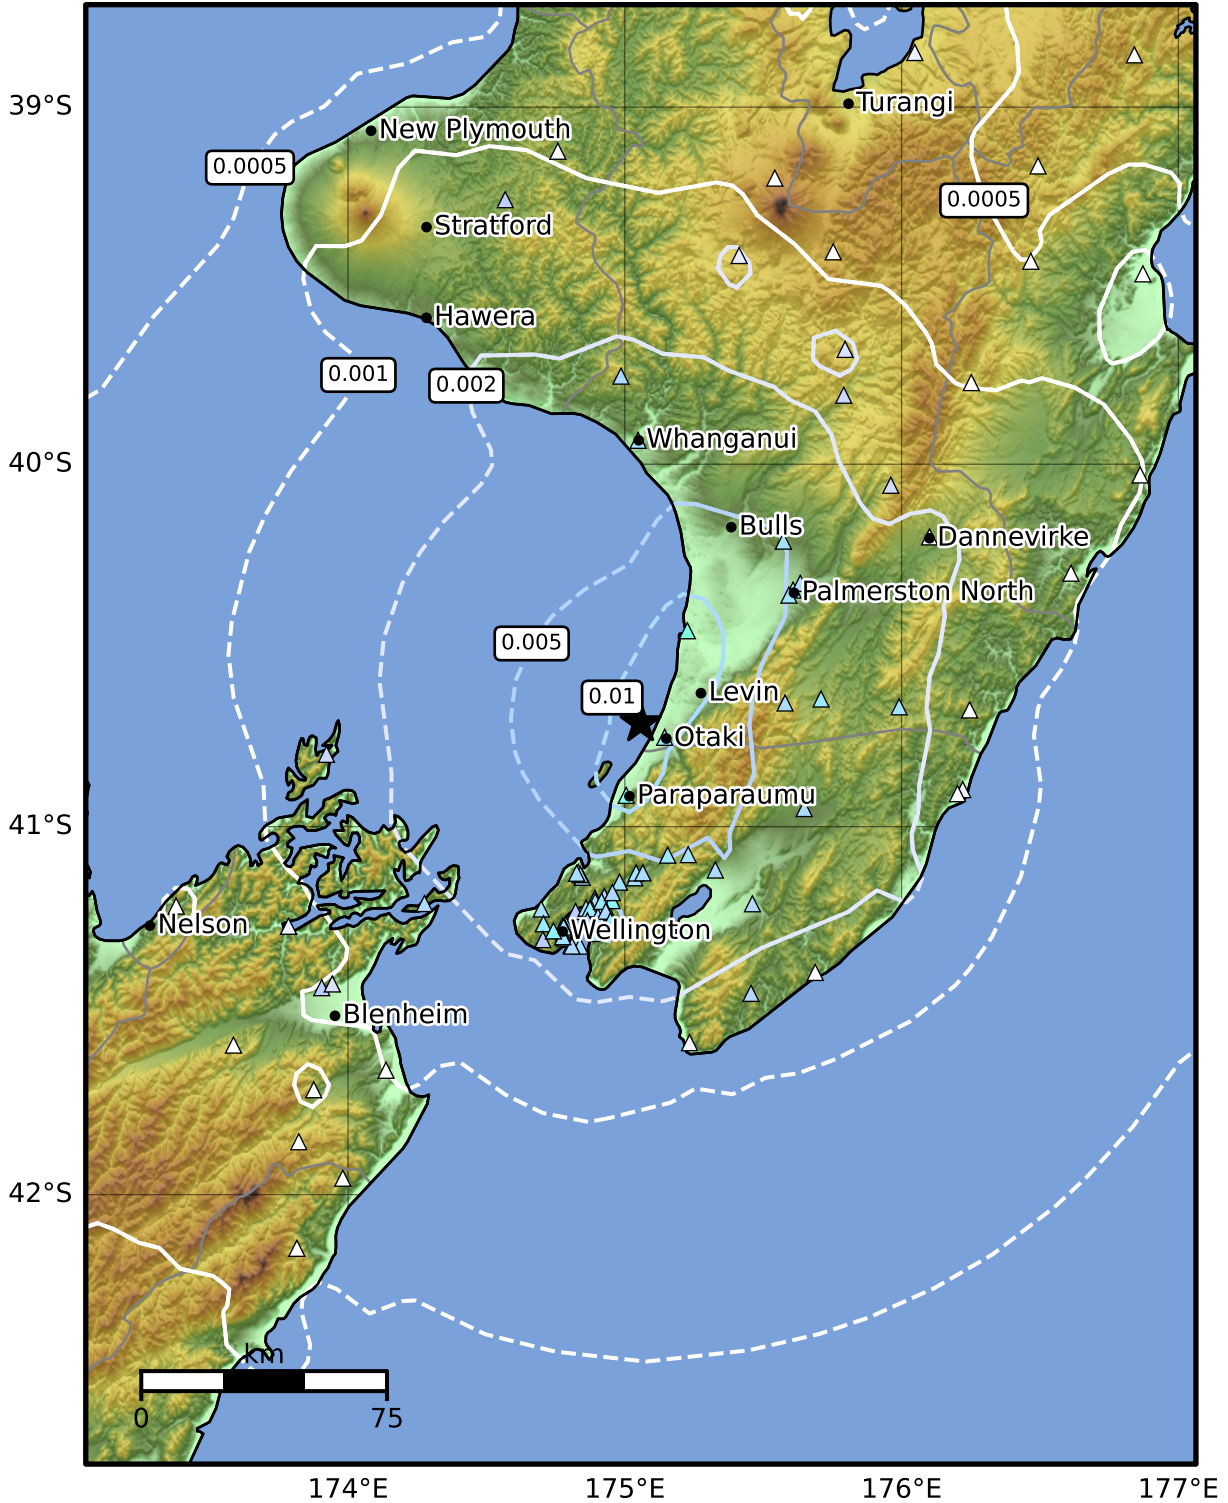 39°S
Turangi
New Plymouth
0.0005
0.0005
Stratford
Hawera
0.001
0.002
Whanganui
40°S
Bulls
Dannevirke
Palmerston North
0.005
0.01
Levin
Otaki
Paraparaumu
41°S
Nelson
Wellington
Blenheim
42°S
km
0
75
174°E
175°E
176°E
177°E